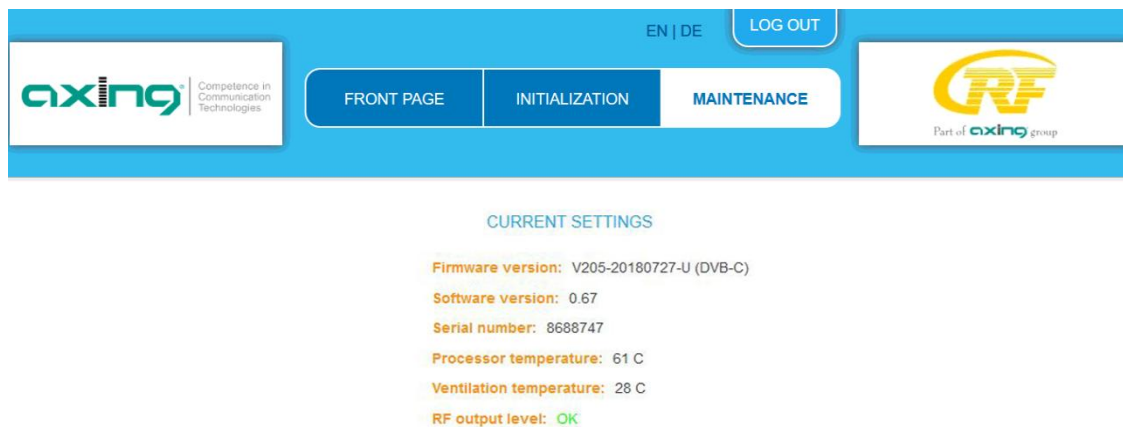 EN | DE
LOG OUT
axing®
Competence in
Communication
Technologies
FRONT PAGE
INITIALIZATION
MAINTENANCE
RF
Part of axing group
CURRENT SETTINGS
Firmware version: V205-20180727-U (DVB-C)
Software version: 0.67
Serial number: 8688747
Processor temperature: 61 C
Ventilation temperature: 28 C
RF output level: OK